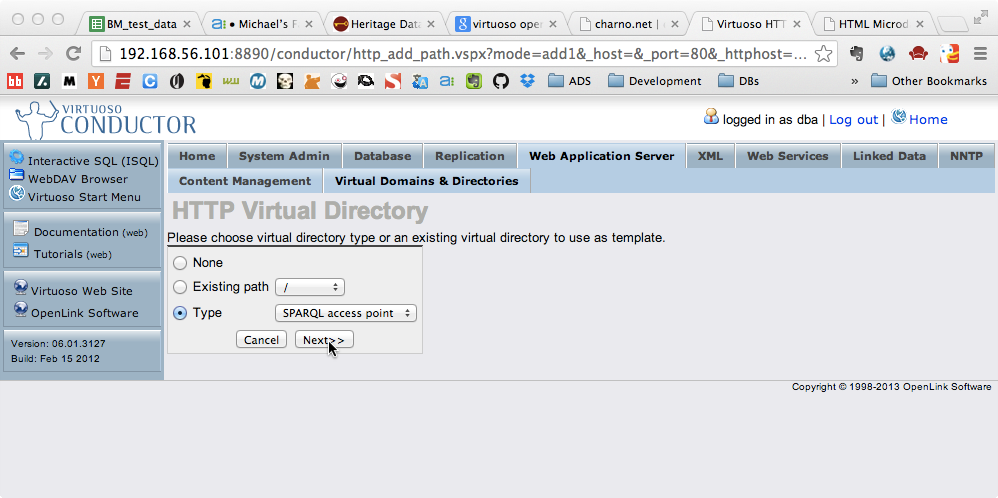 BM_test_data
Michael's F
Heritage Dat
virtuoso ope
charno.net |
Virtuoso HTT
HTML Microd
192.168.56.101:8890/conductor/http_add_path.vspx?mode=add1&_host=&_port=80&_httphost=...
ADS
Development
DBs
»
Other Bookmarks
VIRTUOSO
CONDUCTOR
logged in as dba | Log out | Home
Interactive SQL (ISQL)
WebDAV Browser
Virtuoso Start Menu
Documentation (web)
Tutorials (web)
Virtuoso Web Site
OpenLink Software
Version: 06.01.3127
Build: Feb 15 2012
Home
System Admin
Database
Replication
Web Application Server
XML
Web Services
Linked Data
NNTP
Content Management
Virtual Domains & Directories
HTTP Virtual Directory
Please choose virtual directory type or an existing virtual directory to use as template.
None
Existing path
/
Type
SPARQL access point
Cancel
Next>>
Copyright © 1998-2013 OpenLink Software